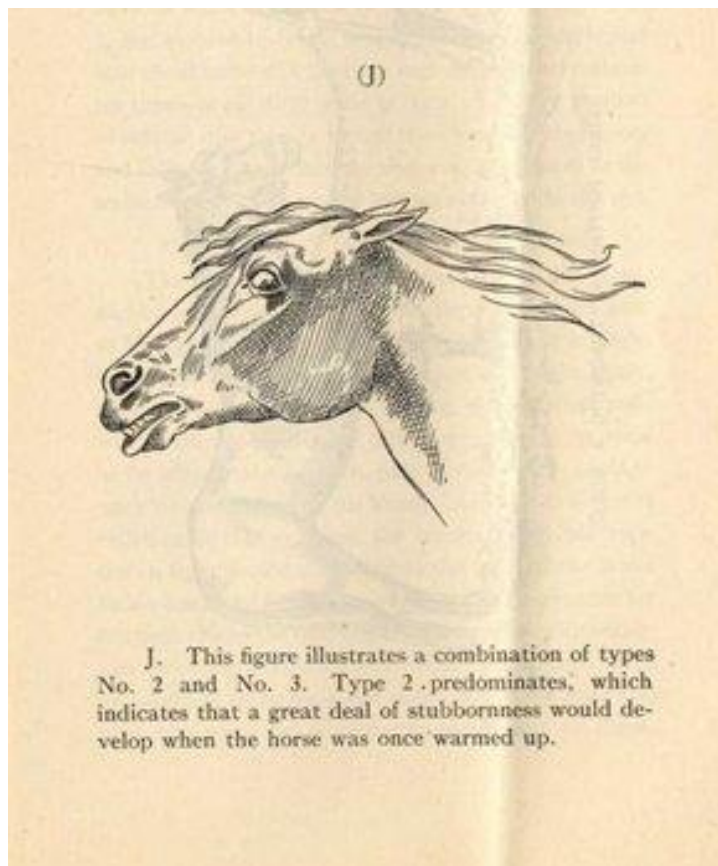 (J)
J. This figure illustrates a combination of types
No. 2 and No. 3. Type 2 . predominates, which
indicates that a great deal of stubbornness would de-
velop when the horse was once warmed up.